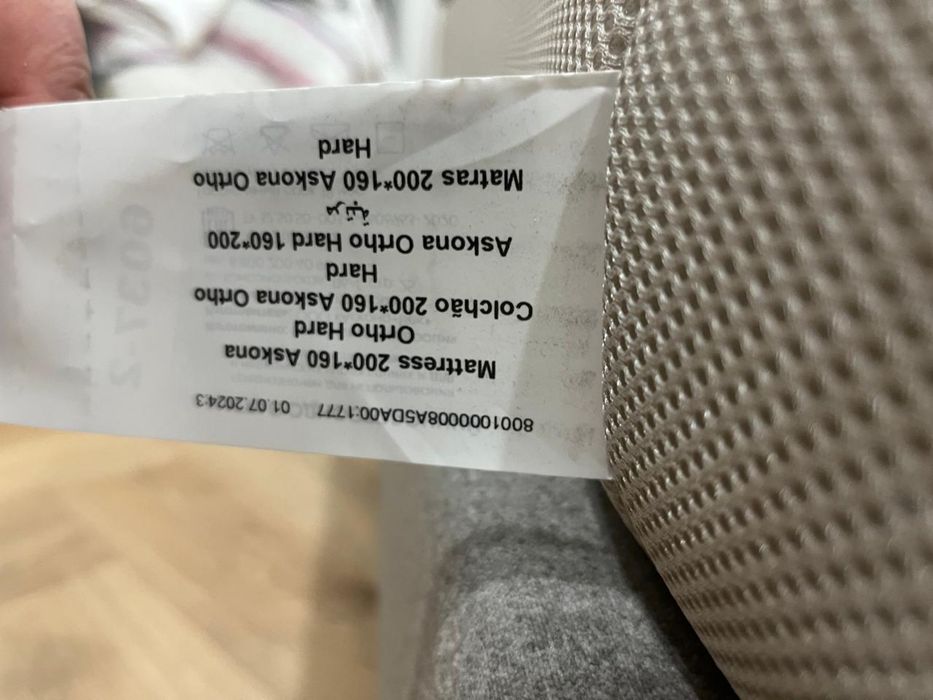 8001000008A5DA00:1777 01.07.2024:3
Mattress 200*160 Askona
Ortho Hard
Colchão 200*160 Askona Ortho
Hard
Askona Ortho Hard 160*200
مرتبة
Matras 200*160 Askona Ortho
Hard